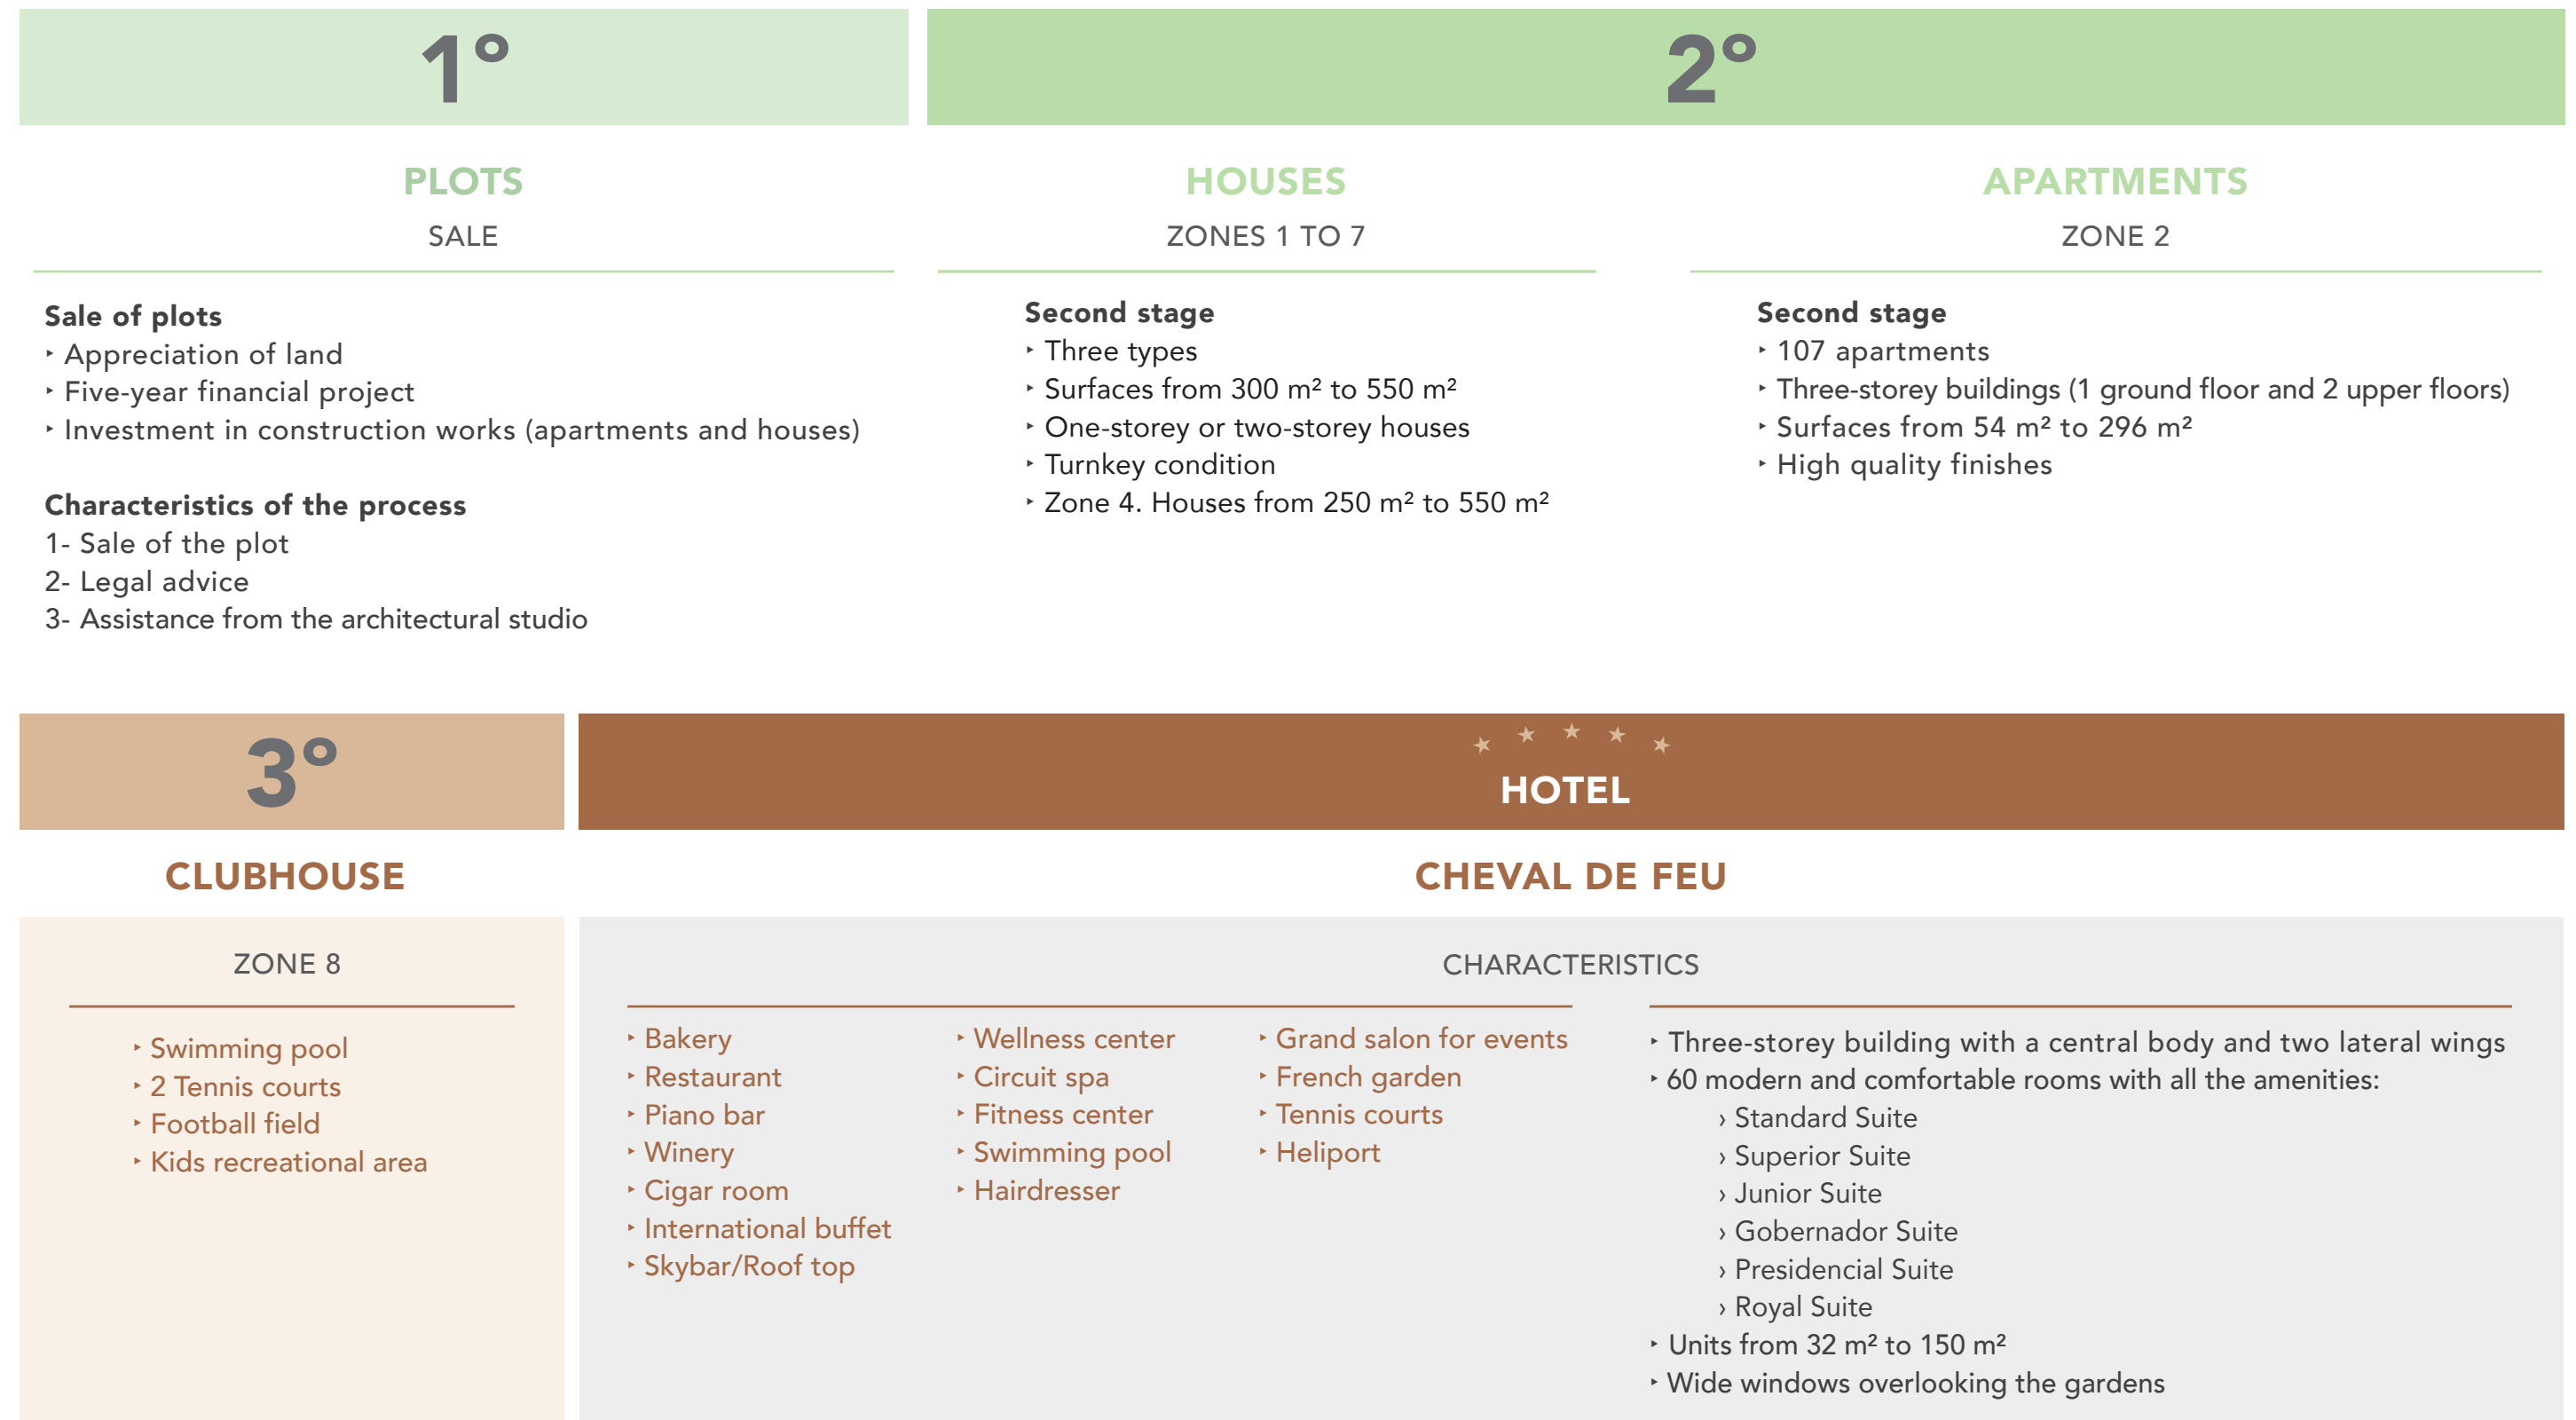 1º
PLOTS
SALE
Sale of plots
‣ Appreciation of land
‣ Five-year financial project
‣ Investment in construction works (apartments and houses)
Characteristics of the process
1- Sale of the plot
2- Legal advice
3- Assistance from the architectural studio
2º
HOUSES
ZONES 1 TO 7
Second stage
‣ Three types
‣ Surfaces from 300 m² to 550 m²
‣ One-storey or two-storey houses
‣ Turnkey condition
‣ Zone 4. Houses from 250 m² to 550 m²
APARTMENTS
ZONE 2
Second stage
‣ 107 apartments
‣ Three-storey buildings (1 ground floor and 2 upper floors)
‣ Surfaces from 54 m² to 296 m²
‣ High quality finishes
3º
CLUBHOUSE
ZONE 8
‣ Swimming pool
‣ 2 Tennis courts
‣ Football field
‣ Kids recreational area
★ ★ ★ ★ ★
HOTEL
CHEVAL DE FEU
CHARACTERISTICS
‣ Bakery
‣ Restaurant
‣ Piano bar
‣ Winery
‣ Cigar room
‣ International buffet
‣ Skybar/Roof top
‣ Wellness center
‣ Circuit spa
‣ Fitness center
‣ Swimming pool
‣ Hairdresser
‣ Grand salon for events
‣ French garden
‣ Tennis courts
‣ Heliport
‣ Three-storey building with a central body and two lateral wings
‣ 60 modern and comfortable rooms with all the amenities:
› Standard Suite
› Superior Suite
› Junior Suite
› Gobernador Suite
› Presidencial Suite
› Royal Suite
‣ Units from 32 m² to 150 m²
‣ Wide windows overlooking the gardens